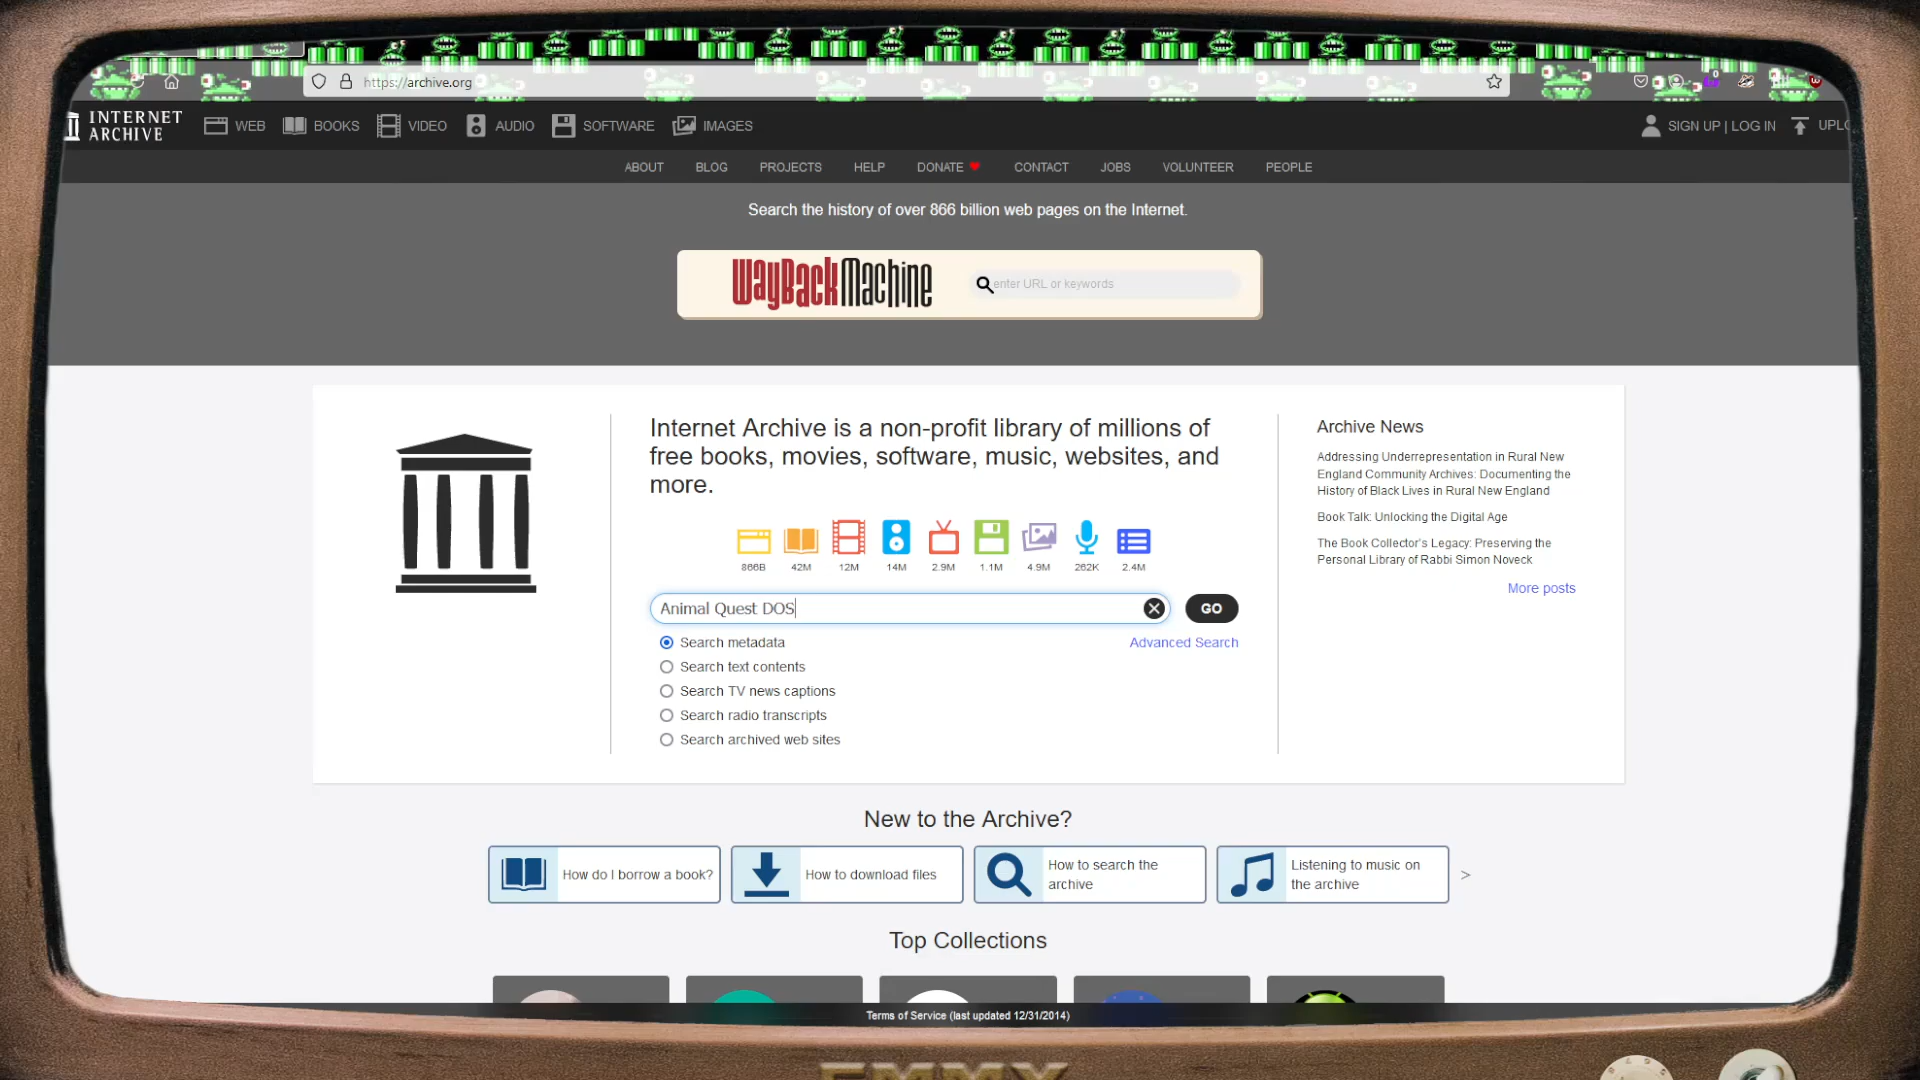 https://archive.org
0
INTERNET
ARCHIVE
WEB
BOOKS
VIDEO
AUDIO
SOFTWARE
IMAGES
SIGN UP | LOG IN
UPLO
ABOUT
BLOG
PROJECTS
HELP
DONATE
CONTACT
JOBS
VOLUNTEER
PEOPLE
Search the history of over 866 billion web pages on the Internet.
WayBackMachine
enter URL or keywords
Internet Archive is a non-profit library of millions of
free books, movies, software, music, websites, and
more.
866B
42M
12M
14M
2.9M
1.1M
4.9M
262K
2.4M
Animal Quest DOS
GO
Search metadata
Advanced Search
Search text contents
Search TV news captions
Search radio transcripts
Search archived web sites
Archive News
Addressing Underrepresentation in Rural New
England Community Archives: Documenting the
History of Black Lives in Rural New England
Book Talk: Unlocking the Digital Age
The Book Collector's Legacy: Preserving the
Personal Library of Rabbi Simon Noveck
More posts
New to the Archive?
How do I borrow a book?
How to download files
How to search the
archive
Listening to music on
the archive
>
Top Collections
Terms of Service (last updated 12/31/2014)